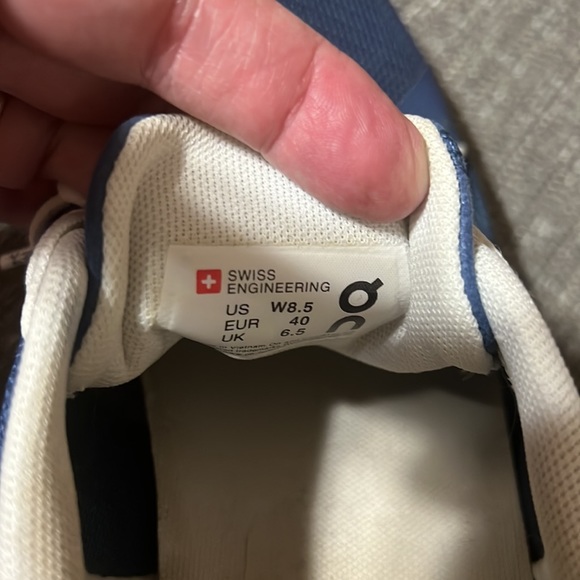 SWISS
ENGINEERING
US W8.5
EUR 40
UK 6.5